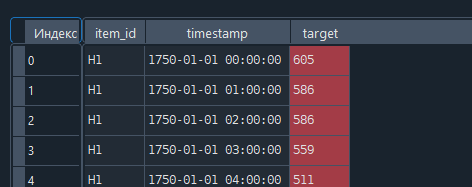 Индекс item_id timestamp target
0 H1 1750-01-01 00:00:00 605
1 H1 1750-01-01 01:00:00 586
2 H1 1750-01-01 02:00:00 586
3 H1 1750-01-01 03:00:00 559
4 H1 1750-01-01 04:00:00 511